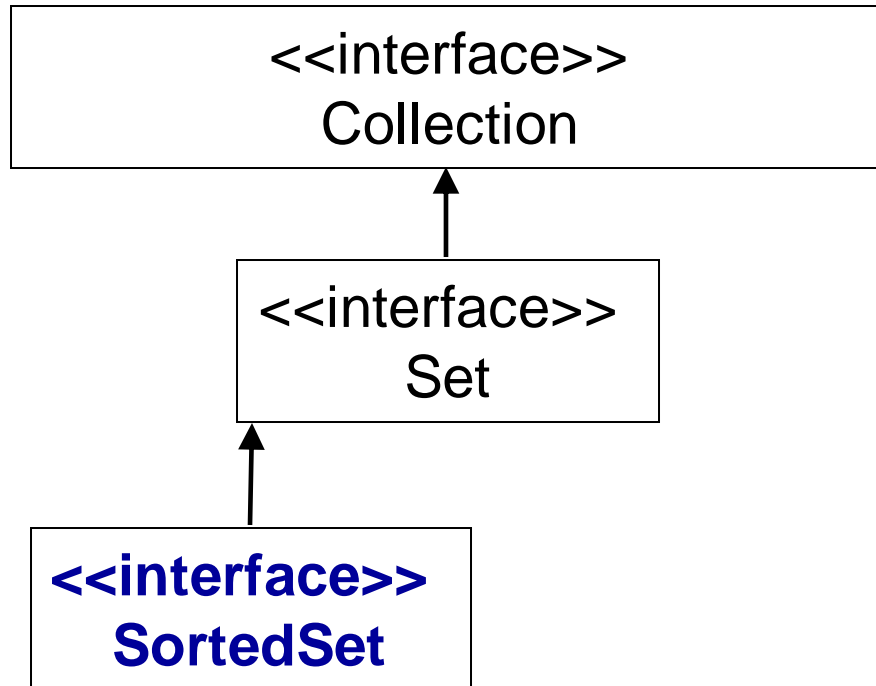 <<interface>>
Collection
<<interface>>
Set
<<interface>>
SortedSet